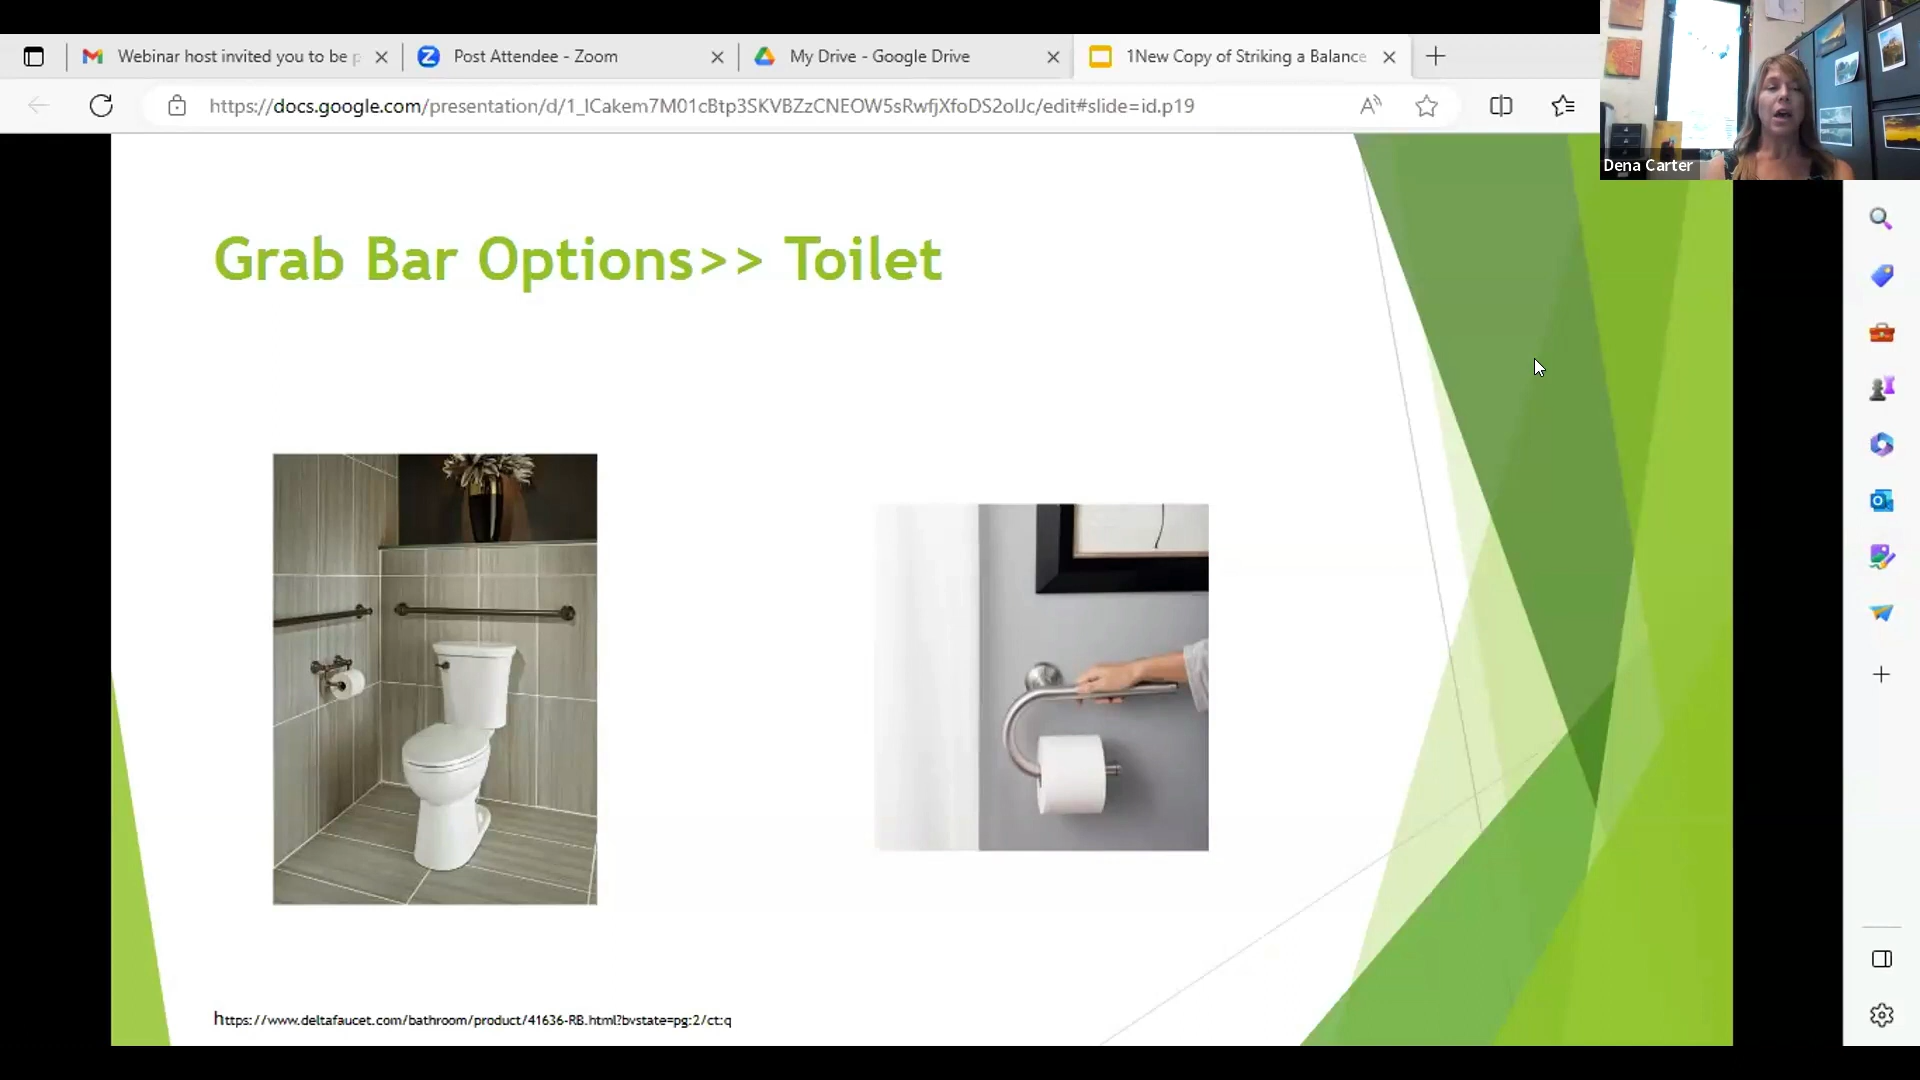 Webinar host invited you to be p
Post Attendee - Zoom
My Drive - Google Drive
1New Copy of Striking a Balance
https://docs.google.com/presentation/d/1_lCakem7M01cBtp3SKVBZzCNEOW5sRwfjXfoDS2oIJc/edit#slide=id.p19
Dena Carter
Grab Bar Options>> Toilet
https://www.deltafaucet.com/bathroom/product/41636-RB.html?bvstate=pg:2/ct:q